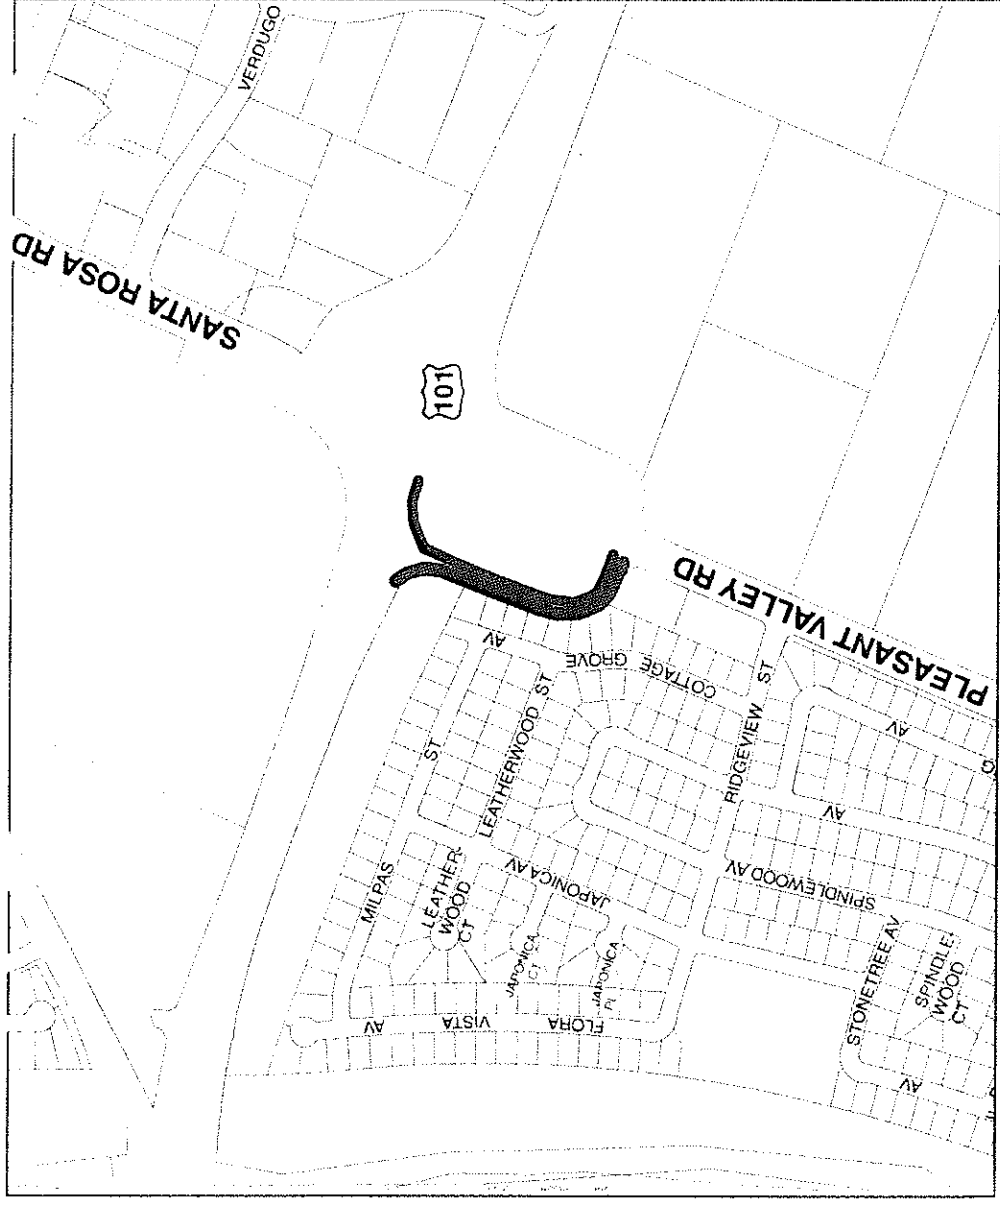 VERDUGO
SANTA ROSA RD
101
PLEASANT VALLEY RD
AV
COTTAGE GROVE
ST
LEATHERWOOD ST
RIDGEVIEW ST
AV
G
MILPAS
LEATHER-
WOOD
CT
JAPONICA AV
AV
SPINDLEWOOD AV
JAPONICA
CT
JAPONICA
PL
FLORA VISTA AV
STONETREE AV
SPINDLE-
WOOD
CT
AV